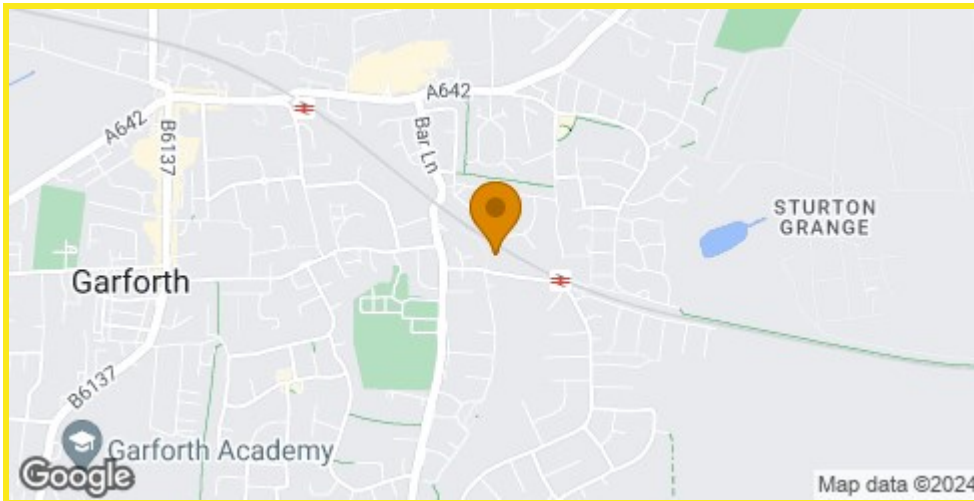 A642
A642
B6137
Bar Ln
STURTON
GRANGE
Garforth
B6137
Garforth Academy
Google
Map data ©2024